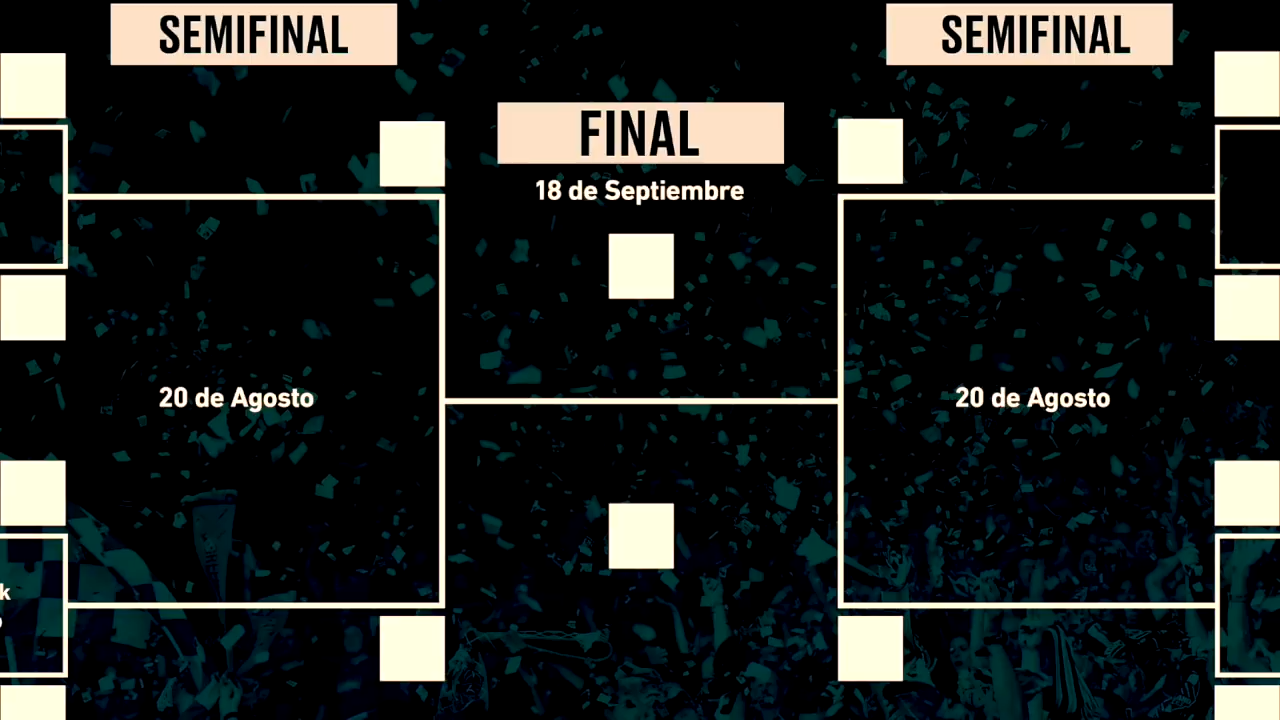 SEMIFINAL
SEMIFINAL
FINAL
18 de Septiembre
20 de Agosto
20 de Agosto